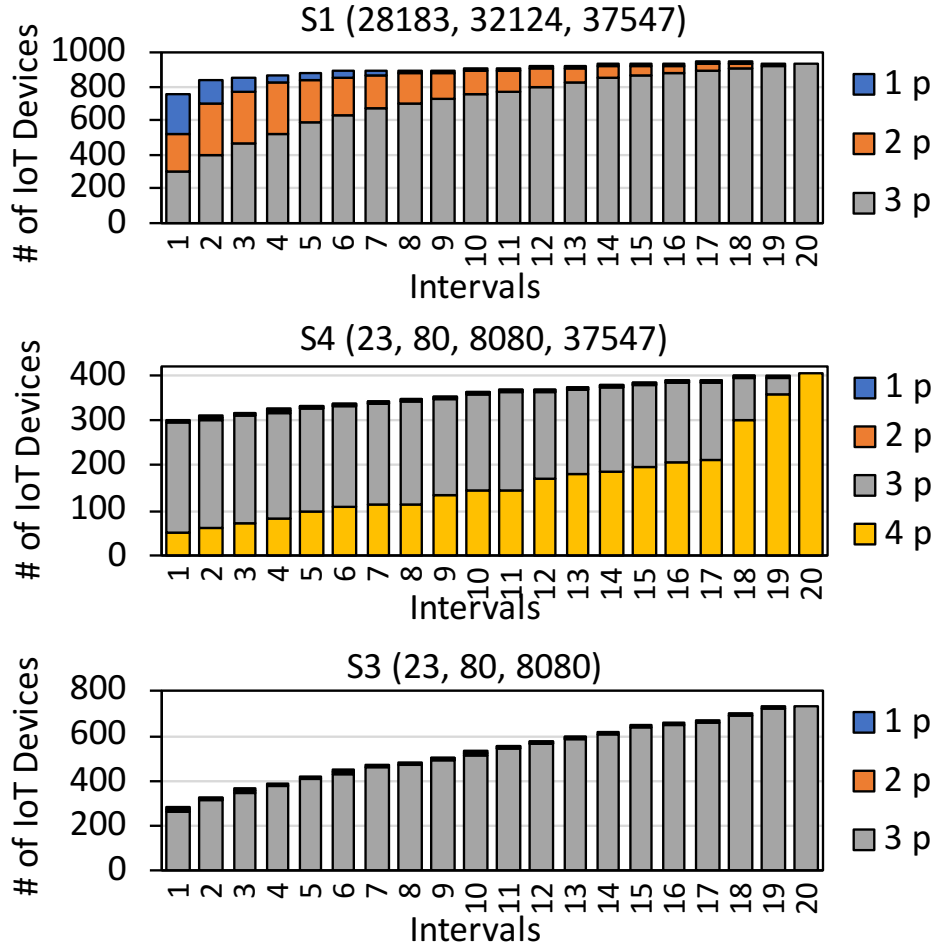 S1 (28183, 32124, 37547)
# of IoT Devices
1000
800
600
400
200
0
1 2 3 4 5 6 7 8 9 10 11 12 13 14 15 16 17 18 19 20
Intervals
1 p
2 p
3 p
S4 (23, 80, 8080, 37547)
# of IoT Devices
400
300
200
100
0
1 2 3 4 5 6 7 8 9 10 11 12 13 14 15 16 17 18 19 20
Intervals
1 p
2 p
3 p
4 p
S3 (23, 80, 8080)
# of IoT Devices
800
600
400
200
0
1 2 3 4 5 6 7 8 9 10 11 12 13 14 15 16 17 18 19 20
Intervals
1 p
2 p
3 p